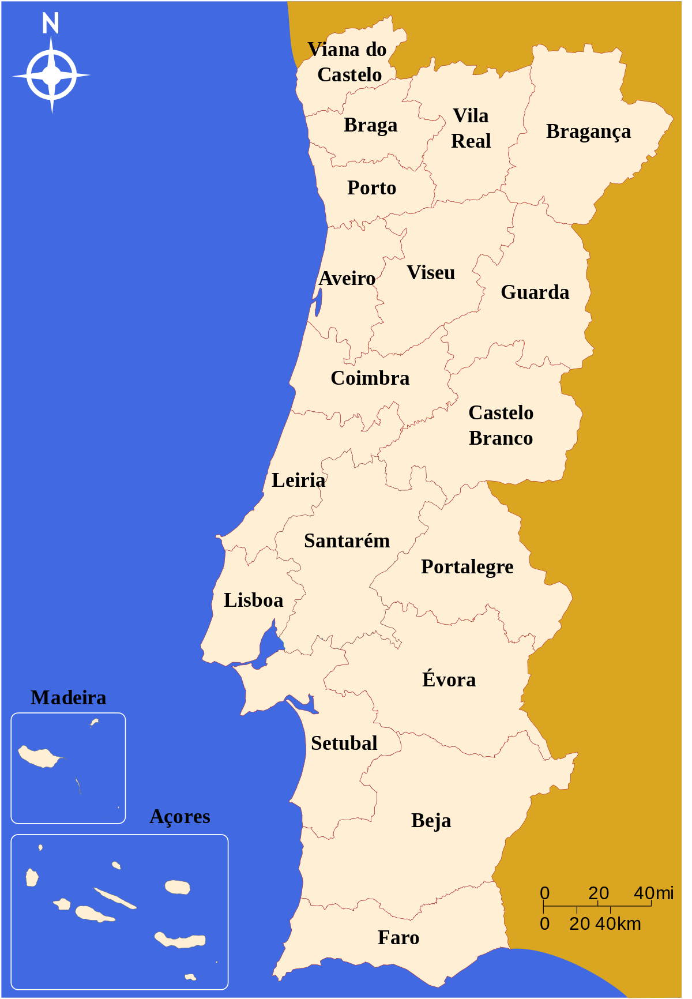 N
Viana do
Castelo
Braga
Vila
Real
Bragança
Porto
Aveiro
Viseu
Guarda
Coimbra
Castelo
Branco
Leiria
Santarém
Portalegre
Lisboa
Évora
Madeira
Setubal
Açores
Beja
Faro
0 20 40mi
0 20 40km